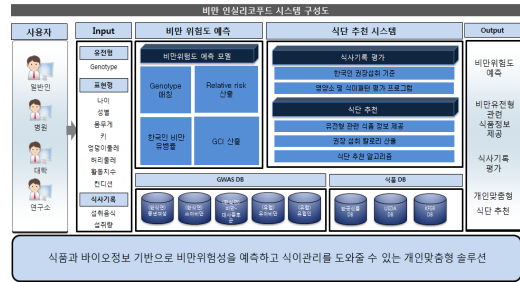 비만 인실리코푸드 시스템 구성도
사용자
일반인
병원
대학
연구소
Input
유전형
Genotype
표현형
나이
성별
몸무게
키
엉덩이둘레
허리둘레
활동지수
컨디션
식사기록
섭취음식
섭취량
비만 위험도 예측
비만위험도 예측 모델
Genotype
매칭
Relative risk
산출
한국인 비만
유병률
GCI 산출
식단 추천 시스템
식사기록 평가
한국인 권장섭취 기준
영양소 및 식이패턴 평가 프로그램
식단 추천
유전형 관련 식품 정보 제공
권장 섭취 칼로리 산출
식단 추천 알고리즘
GWAS DB
식품 DB
한국식품
DB
USDA
DB
DB
Output
비만위험도
예측
비만유전형
관련
식품정보
제공
식사기록
평가
개인맞춤형
식단 추천
식품과 바이오정보 기반으로 비만위험성을 예측하고 식이관리를 도와줄 수 있는 개인맞춤형 솔루션